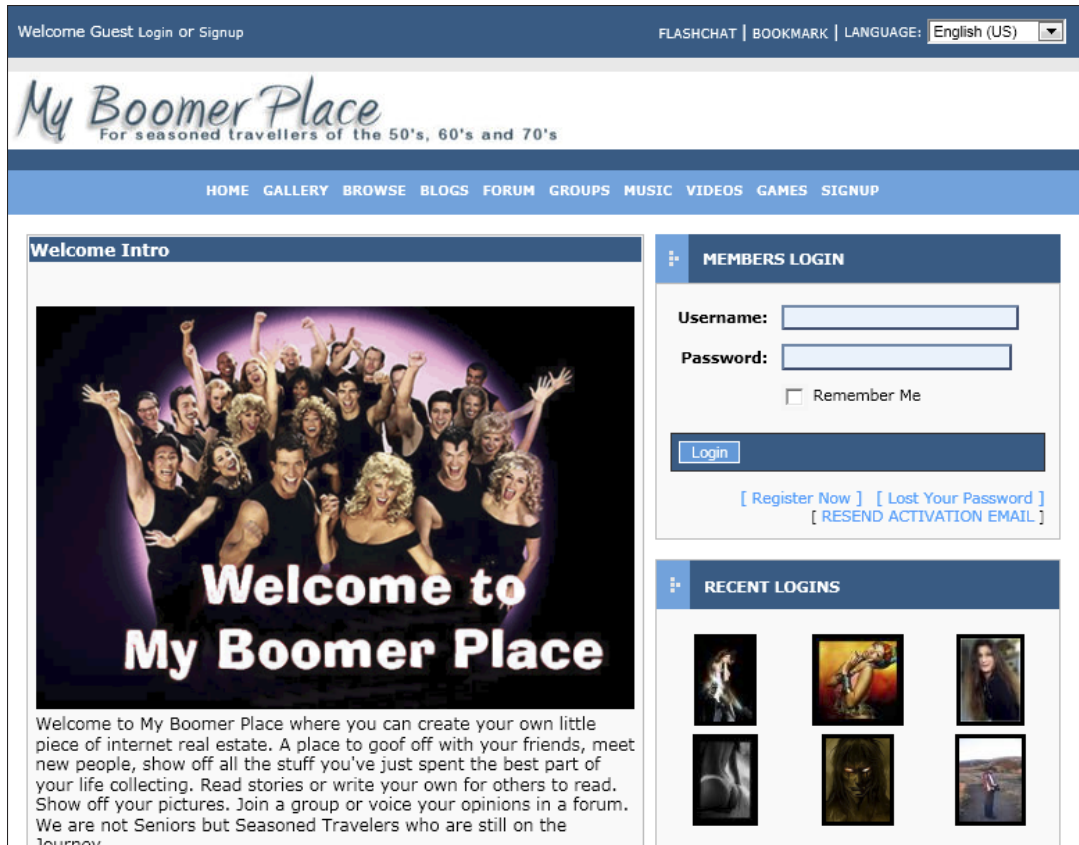 Welcome Guest Login or Signup
FLASHCHAT | BOOKMARK | LANGUAGE: English (US)
My Boomer Place
For seasoned travellers of the 50's, 60's and 70's
HOME GALLERY BROWSE BLOGS FORUM GROUPS MUSIC VIDEOS GAMES SIGNUP
Welcome Intro
Welcome to
My Boomer Place
Welcome to My Boomer Place where you can create your own little
piece of internet real estate. A place to goof off with your friends, meet
new people, show off all the stuff you've just spent the best part of
your life collecting. Read stories or write your own for others to read.
Show off your pictures. Join a group or voice your opinions in a forum.
We are not Seniors but Seasoned Travelers who are still on the
Journey
MEMBERS LOGIN
Username:
Password:
Remember Me
Login
[ Register Now ] [ Lost Your Password ]
[ RESEND ACTIVATION EMAIL ]
RECENT LOGINS